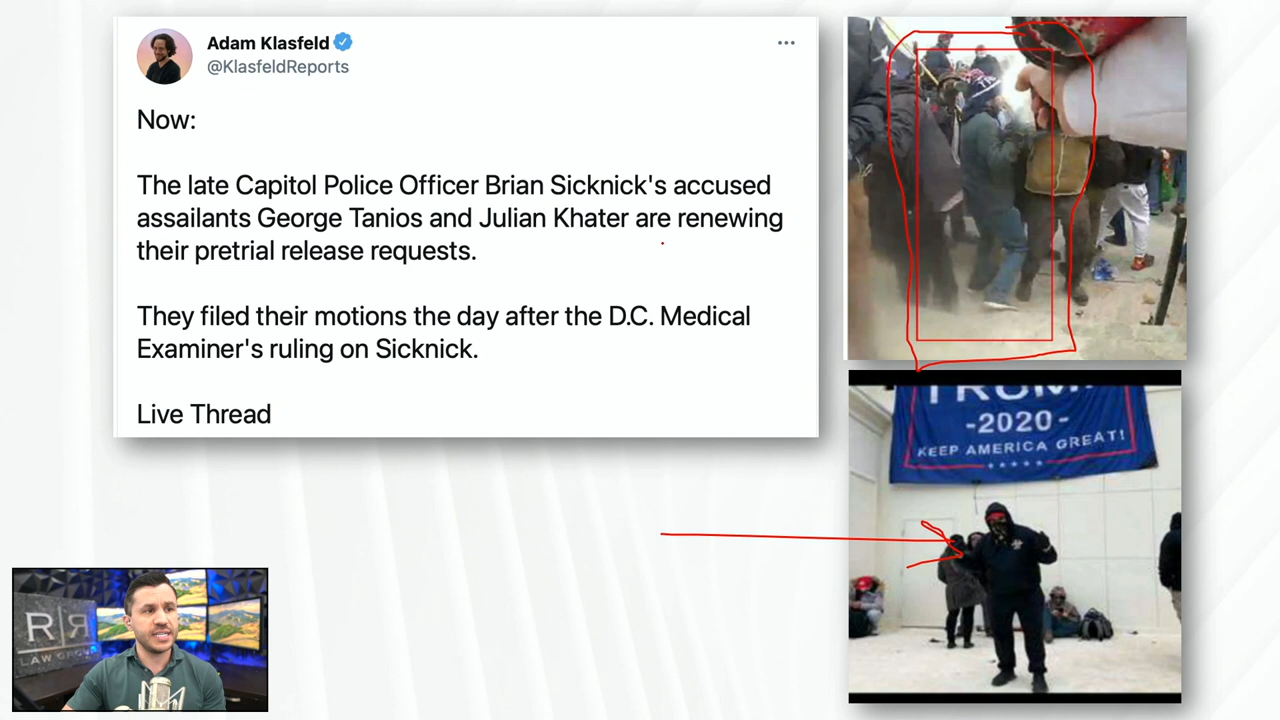 Adam Klasfeld
@KlasfeldReports
Now:
The late Capitol Police Officer Brian Sicknick's accused
assailants George Tanios and Julian Khater are renewing
their pretrial release requests.
They filed their motions the day after the D.C. Medical
Examiner's ruling on Sicknick.
Live Thread
TRUMP
-2020-
KEEP AMERICA GREAT!
R|R
LAW GROUP